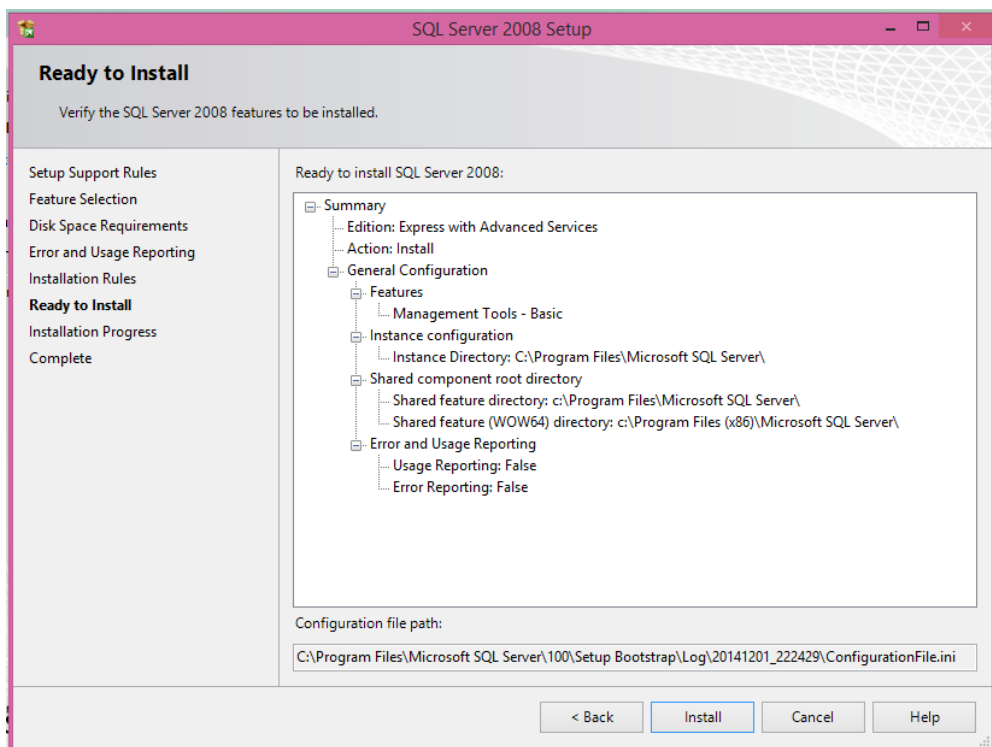 SQL Server 2008 Setup
Ready to Install
Verify the SQL Server 2008 features to be installed.
Setup Support Rules
Feature Selection
Disk Space Requirements
Error and Usage Reporting
Installation Rules
Ready to Install
Installation Progress
Complete
Ready to install SQL Server 2008:
Summary
Edition: Express with Advanced Services
Action: Install
General Configuration
Features
Management Tools - Basic
Instance configuration
Instance Directory: C:\Program Files\Microsoft SQL Server\
Shared component root directory
Shared feature directory: c:\Program Files\Microsoft SQL Server\
Shared feature (WOW64) directory: c:\Program Files (x86)\Microsoft SQL Server\
Error and Usage Reporting
Usage Reporting: False
Error Reporting: False
Configuration file path:
C:\Program Files\Microsoft SQL Server\100\Setup Bootstrap\Log\20141201_222429\ConfigurationFile.ini
< Back
Install
Cancel
Help